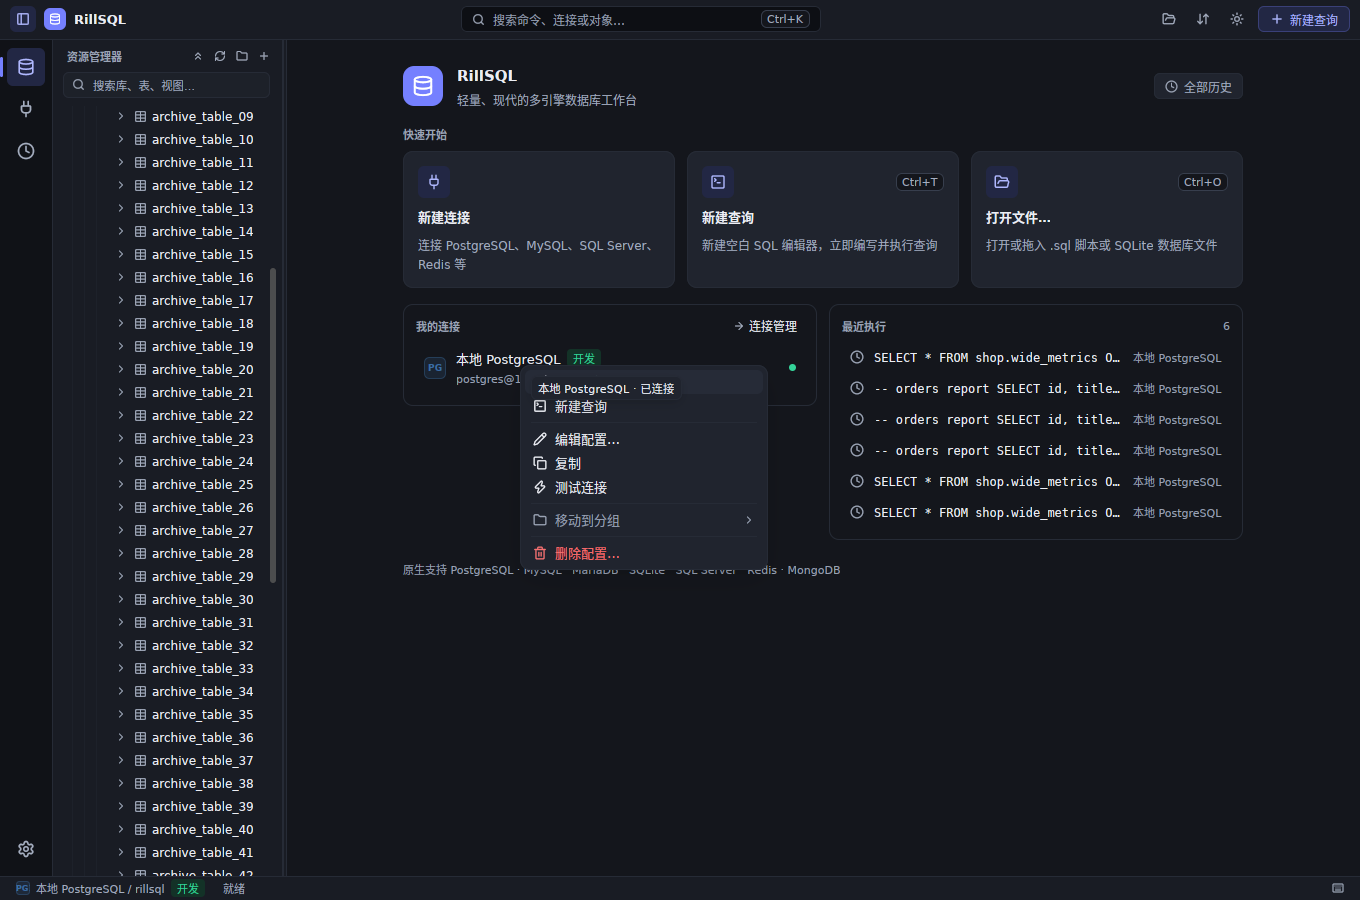 RillSQL
搜索命令、连接或对象...
Ctrl+K
新建查询
资源管理器
搜索库、表、视图...
archive_table_09
archive_table_10
archive_table_11
archive_table_12
archive_table_13
archive_table_14
archive_table_15
archive_table_16
archive_table_17
archive_table_18
archive_table_19
archive_table_20
archive_table_21
archive_table_22
archive_table_23
archive_table_24
archive_table_25
archive_table_26
archive_table_27
archive_table_28
archive_table_29
archive_table_30
archive_table_31
archive_table_32
archive_table_33
archive_table_34
archive_table_35
archive_table_36
archive_table_37
archive_table_38
archive_table_39
archive_table_40
archive_table_41
archive_table_42
RillSQL
轻量、现代的多引擎数据库工作台
全部历史
快速开始
新建连接
连接 PostgreSQL、MySQL、SQL Server、
Redis 等
Ctrl+T
新建查询
新建空白 SQL 编辑器，立即编写并执行查询
Ctrl+O
打开文件...
打开或拖入 .sql 脚本或 SQLite 数据库文件
我的连接
连接管理
PG
本地 PostgreSQL 开发
postgres@1
本地 PostgreSQL · 已连接
新建查询
编辑配置...
复制
测试连接
移动到分组
删除配置...
最近执行
6
SELECT * FROM shop.wide_metrics O… 本地 PostgreSQL
-- orders report SELECT id, title… 本地 PostgreSQL
-- orders report SELECT id, title… 本地 PostgreSQL
-- orders report SELECT id, title… 本地 PostgreSQL
SELECT * FROM shop.wide_metrics O… 本地 PostgreSQL
SELECT * FROM shop.wide_metrics O… 本地 PostgreSQL
原生支持 PostgreSQL · MySQL · MariaDB · SQLite · SQL Server · Redis · MongoDB
PG 本地 PostgreSQL / rillsql 开发 就绪